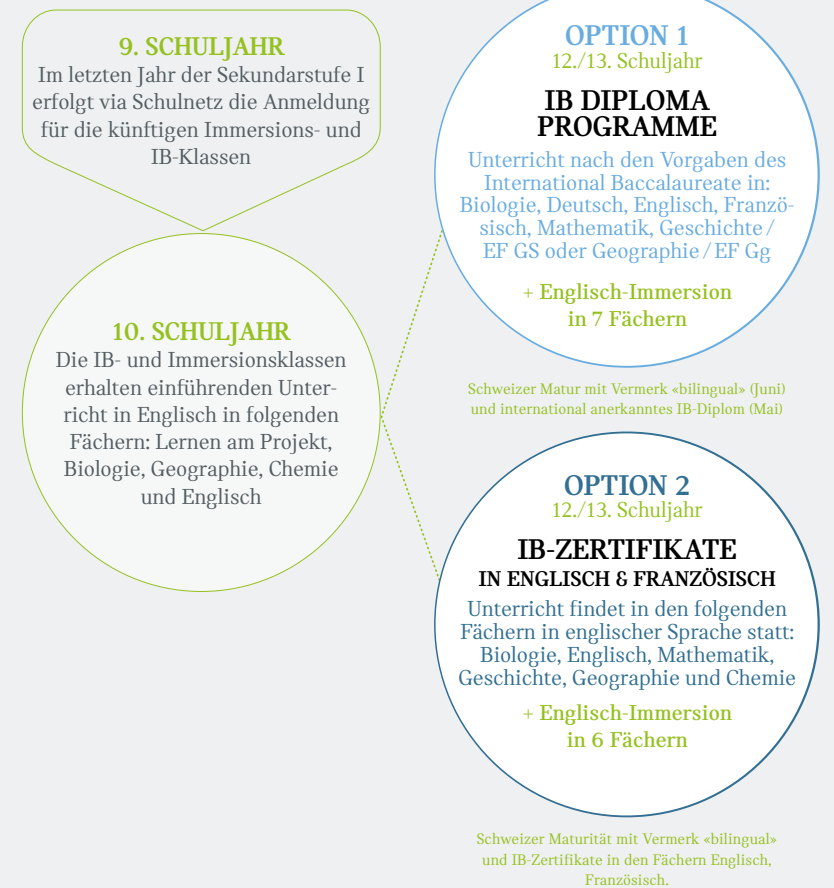 9. SCHULJAHR
Im letzten Jahr der Sekundarstufe I
erfolgt via Schulnetz die Anmeldung
für die künftigen Immersions- und
IB-Klassen
10. SCHULJAHR
Die IB- und Immersionsklassen
erhalten einführenden Unter-
richt in Englisch in folgenden
Fächern: Lernen am Projekt,
Biologie, Geographie, Chemie
und Englisch
OPTION 1
12./13. Schuljahr
IB DIPLOMA
PROGRAMME
Unterricht nach den Vorgaben des
International Baccalaureate in:
Biologie, Deutsch, Englisch, Franzö-
sisch, Mathematik, Geschichte /
EF GS oder Geographie / EF Gg
+ Englisch-Immersion
in 7 Fächern
Schweizer Matur mit Vermerk «bilingual» (Juni)
und international anerkanntes IB-Diplom (Mai)
OPTION 2
12./13. Schuljahr
IB-ZERTIFIKATE
IN ENGLISCH & FRANZÖSISCH
Unterricht findet in den folgenden
Fächern in englischer Sprache statt:
Biologie, Englisch, Mathematik,
Geschichte, Geographie und Chemie
+ Englisch-Immersion
in 6 Fächern
Schweizer Maturität mit Vermerk «bilingual»
und IB-Zertifikate in den Fächern Englisch,
Französisch.